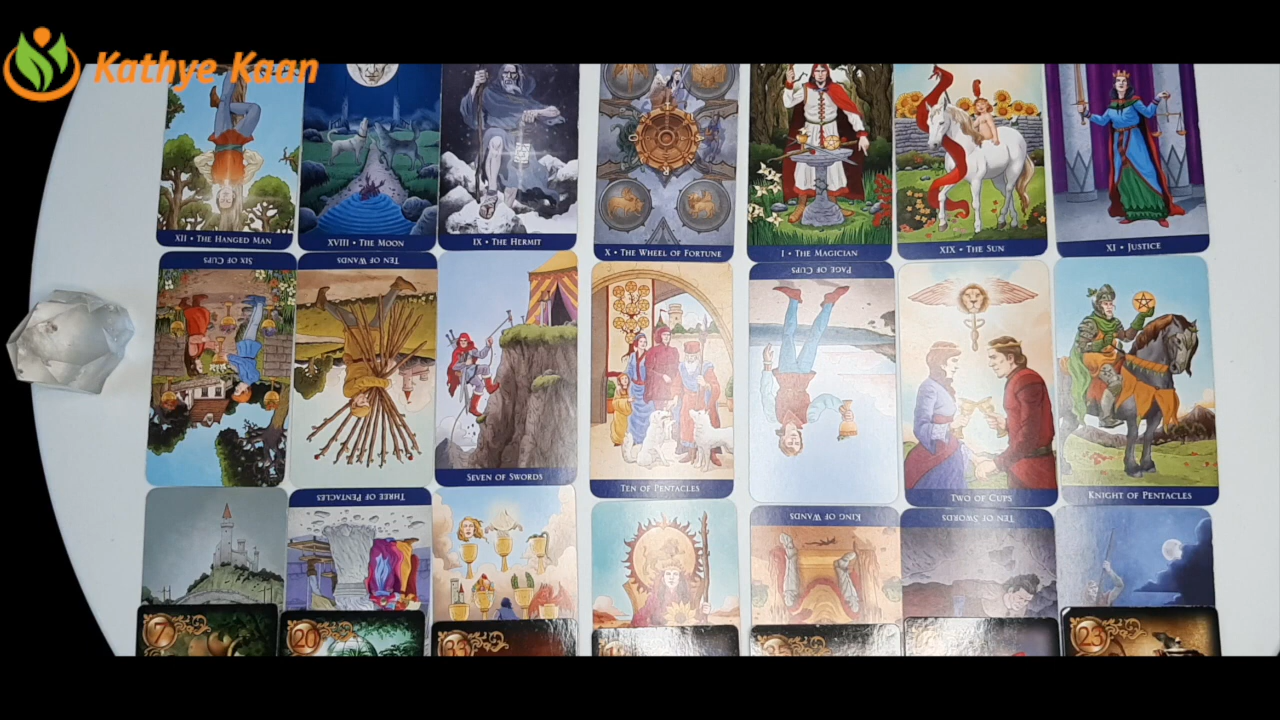 Kathye Kaan
XII • THE HANGED MAN
XVIII • THE MOON
IX • THE HERMIT
X • THE WHEEL OF FORTUNE
I • THE MAGICIAN
XIX • THE SUN
XI • JUSTICE
SIX OF CUPS
TEN OF WANDS
SEVEN OF SWORDS
TEN OF PENTACLES
PAGE OF CUPS
TWO OF CUPS
KNIGHT OF PENTACLES
THREE OF PENTACLES
KING OF WANDS
TEN OF SWORDS
7
20
33
23